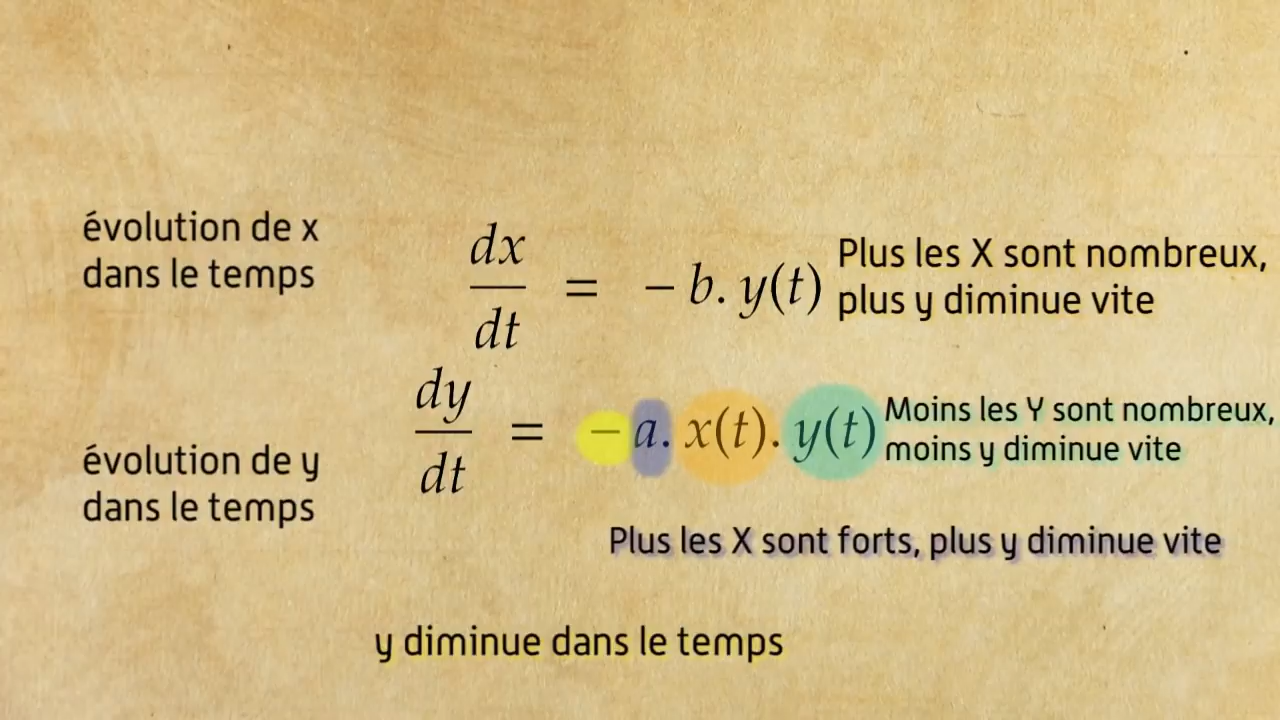 évolution de x
dans le temps
dx
dt
= − b. y(t)
Plus les X sont nombreux,
plus y diminue vite
évolution de y
dans le temps
dy
dt
= − a. x(t). y(t)
Moins les Y sont nombreux,
moins y diminue vite
Plus les X sont forts, plus y diminue vite
y diminue dans le temps